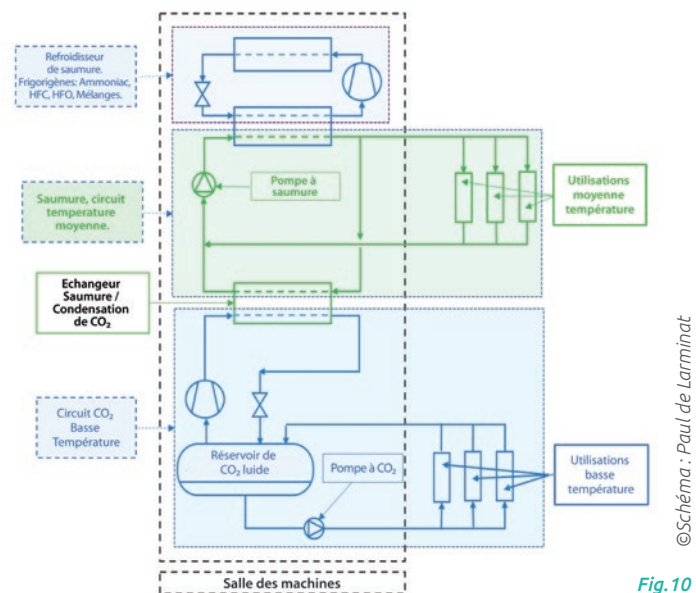 Refroidisseur
de saumure.
Frigorigènes: Ammoniac,
HFC, HFO, Mélanges.
Saumure, circuit
temperature
moyenne.
Pompe à
saumure
Utilisations
moyenne
température
Echangeur
Saumure /
Condensation
de CO₂
Circuit CO₂
Basse
Température
Réservoir de
CO₂ luide
Pompe à CO₂
Utilisations
basse
température
Salle des machines
©Schéma : Paul de Larminat
Fig.10